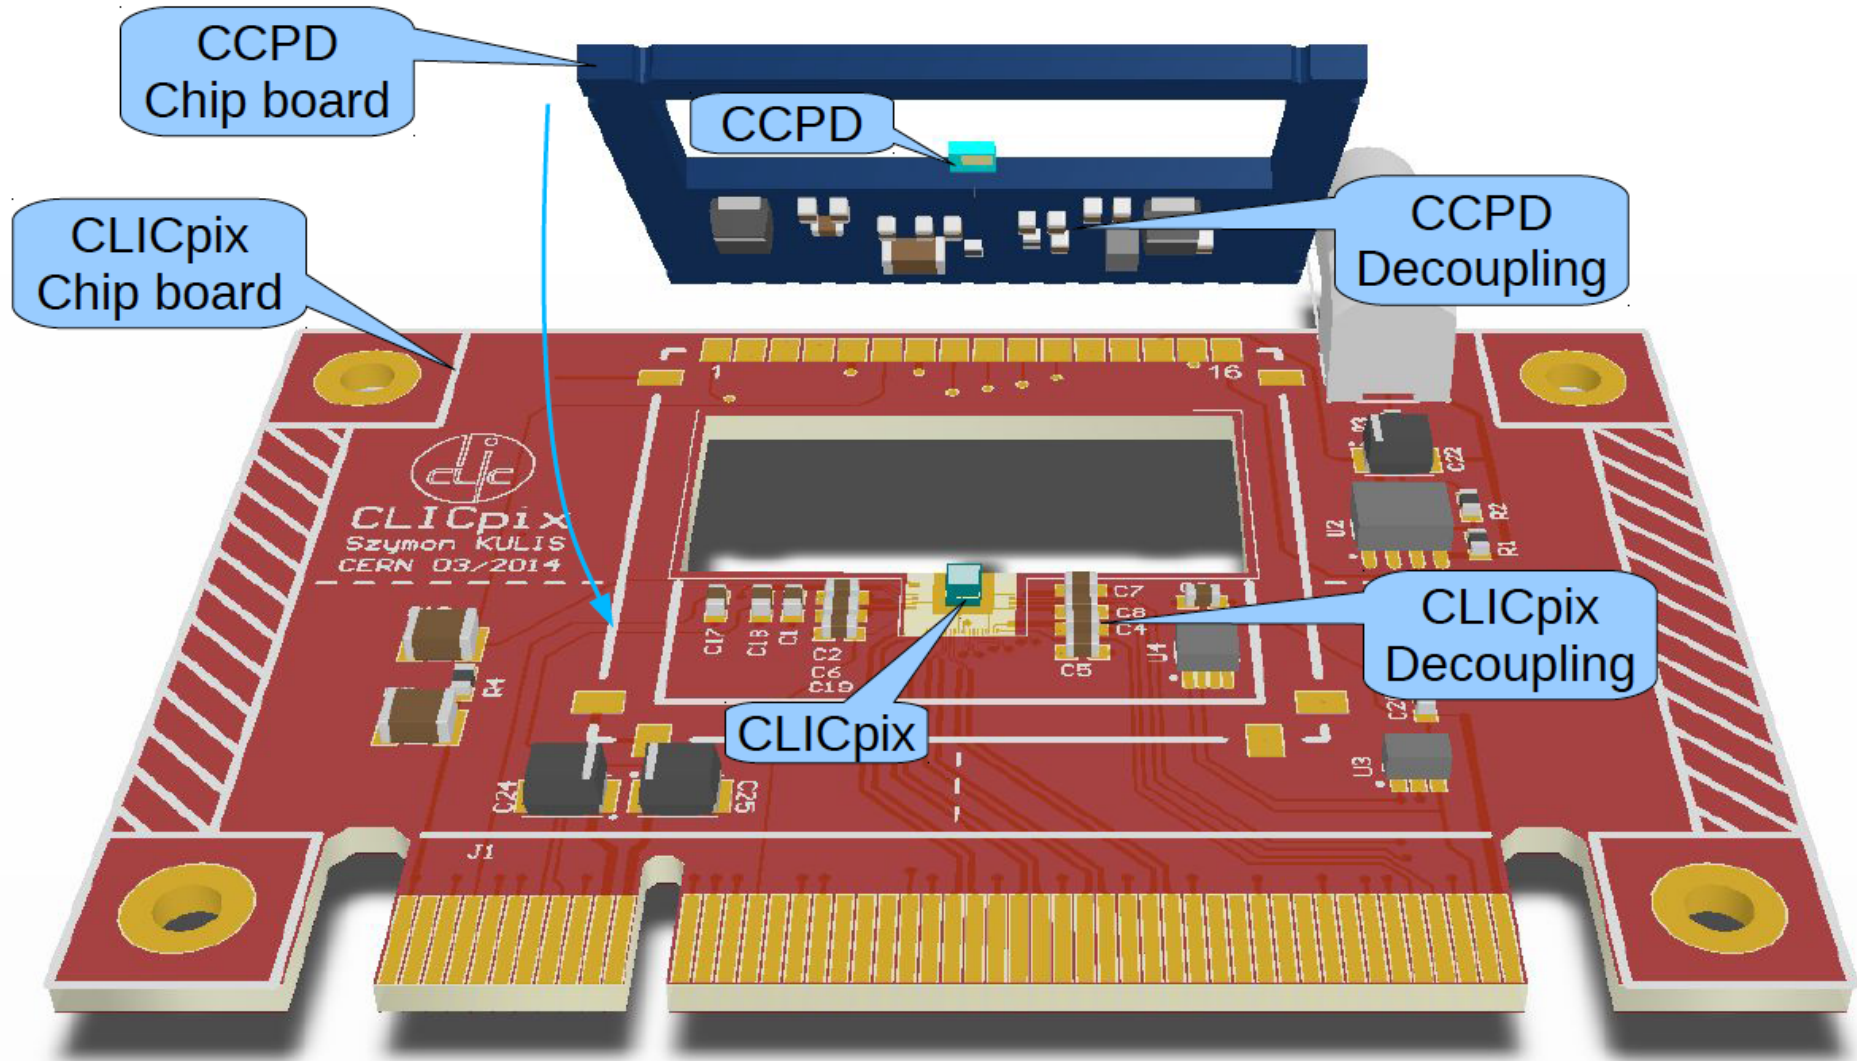 CCPD
Chip board
CCPD
CCPD
Decoupling
CLICpix
Chip board
1
16
C22
clic
CLICpix
Szymon KULIS
CERN 03/2014
U2
R2
R1
C17
C18
C1
C2
C6
C19
C7
C8
C4
C5
U4
CLICpix
Decoupling
R4
CLICpix
U3
C24
C25
J1